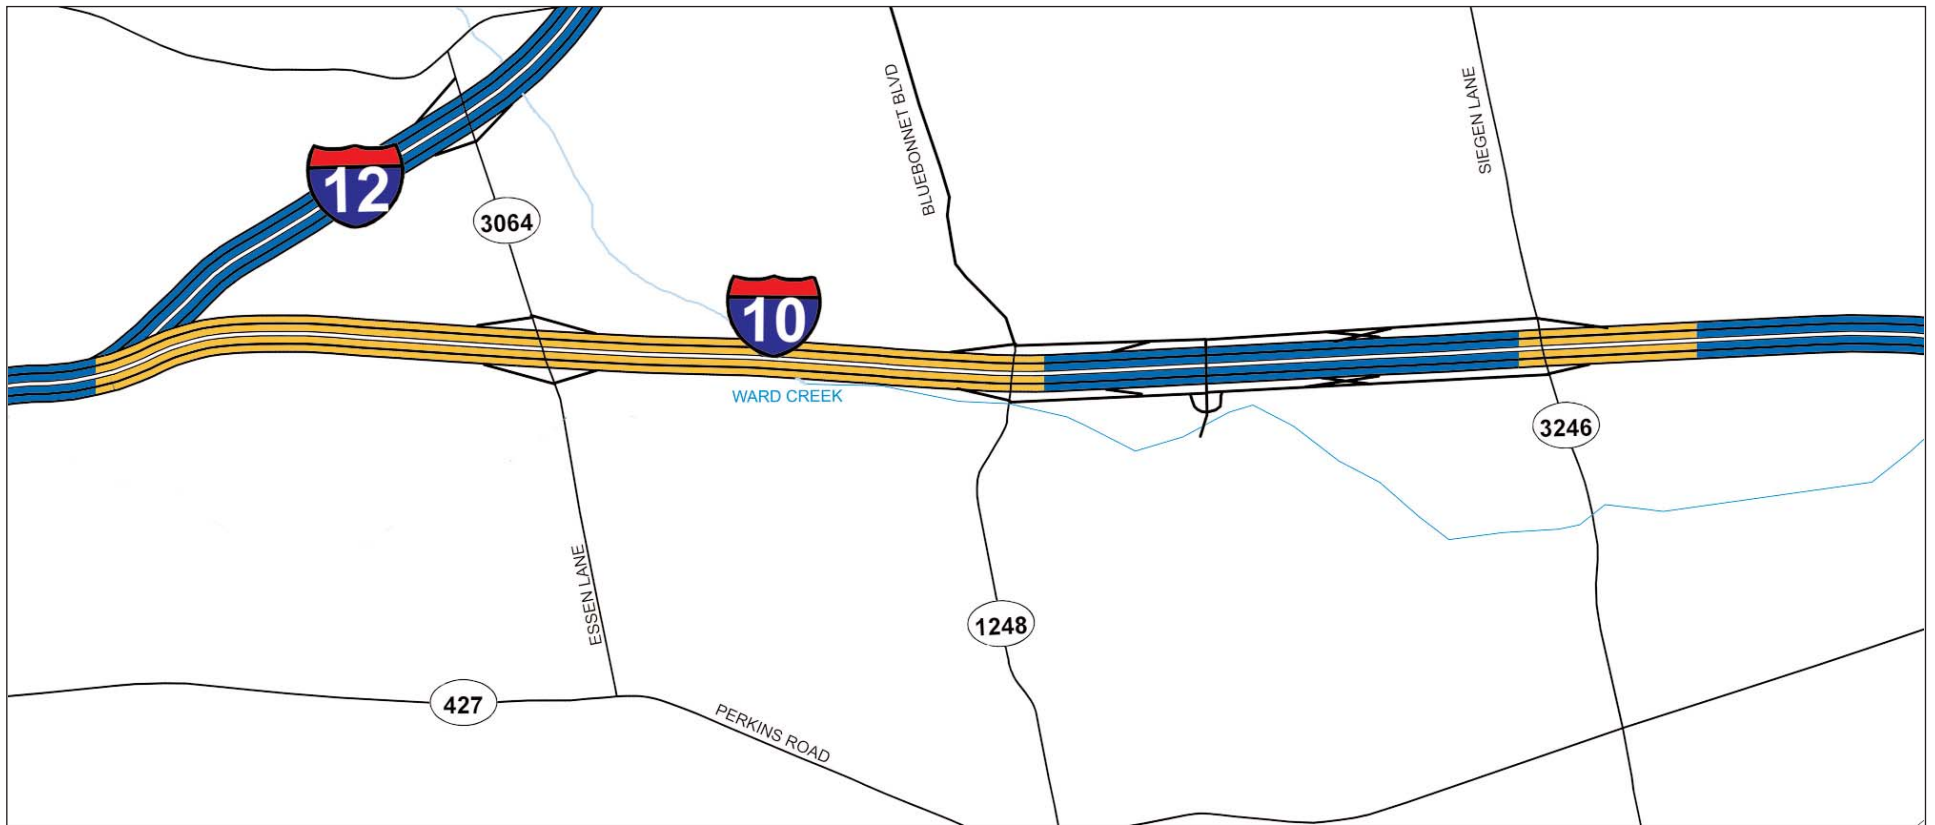 BLUEBONNET BLVD
SIEGEN LANE
12
3064
10
WARD CREEK
3246
ESSEN LANE
1248
427
PERKINS ROAD